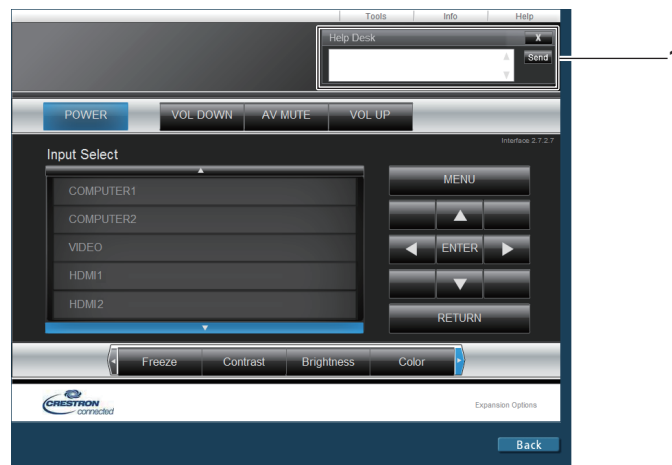 Tools Info Help
Help Desk X
Send
1
POWER VOL DOWN AV MUTE VOL UP
Interface 2.7.2.7
Input Select
COMPUTER1
COMPUTER2
VIDEO
HDMI1
HDMI2
MENU
ENTER
RETURN
Freeze Contrast Brightness Color
CRESTRON
connected
Expansion Options
Back